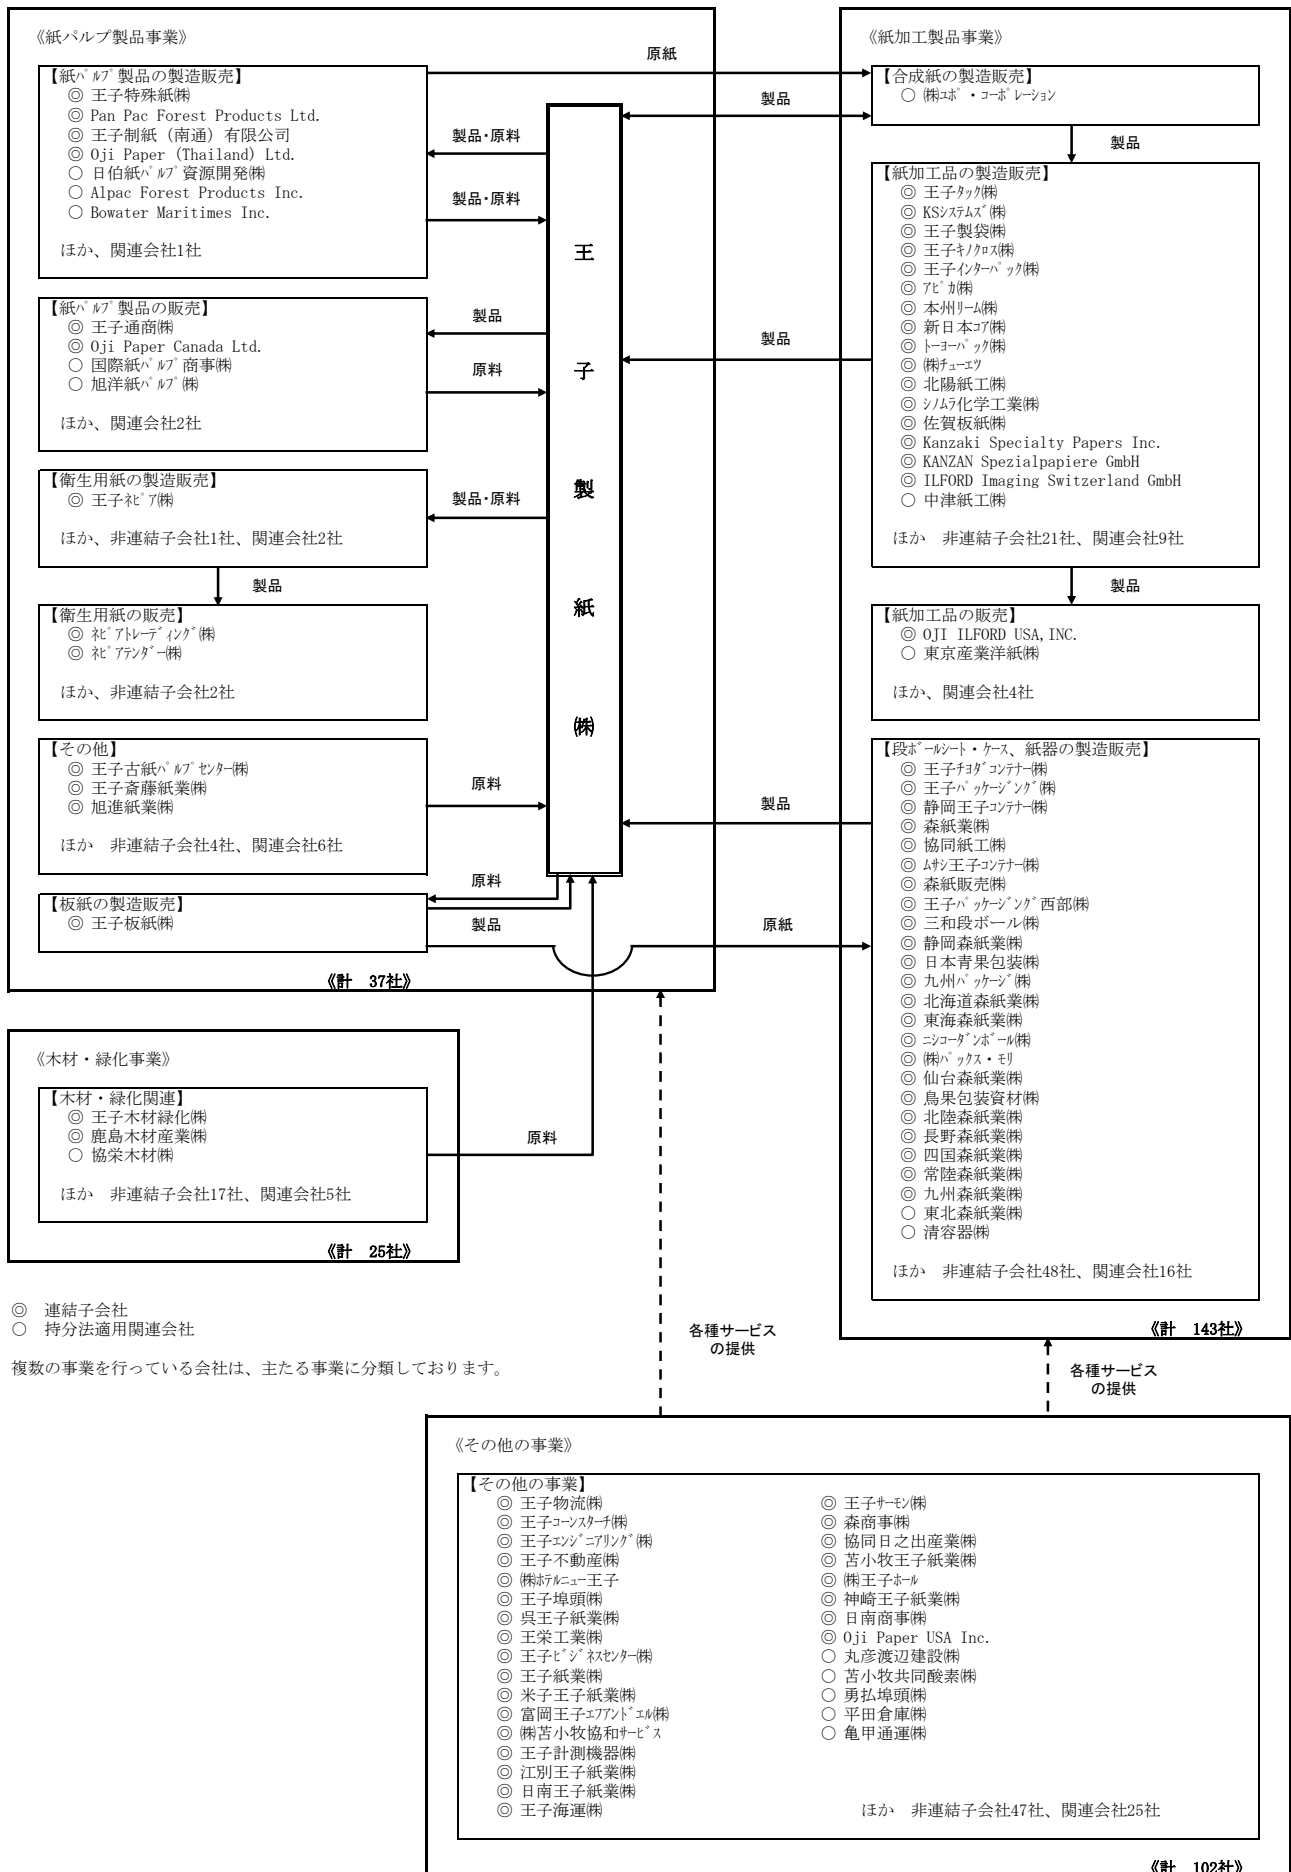 《紙パルプ製品事業》
【紙ﾊﾟﾙﾌﾟ製品の製造販売】
◎ 王子特殊紙㈱
◎ Pan Pac Forest Products Ltd.
◎ 王子制紙（南通）有限公司
◎ Oji Paper (Thailand) Ltd.
○ 日伯紙ﾊﾟﾙﾌﾟ資源開発㈱
○ Alpac Forest Products Inc.
○ Bowater Maritimes Inc.
ほか、関連会社1社
【紙ﾊﾟﾙﾌﾟ製品の販売】
◎ 王子通商㈱
◎ Oji Paper Canada Ltd.
○ 国際紙ﾊﾟﾙﾌﾟ商事㈱
○ 旭洋紙ﾊﾟﾙﾌﾟ㈱
ほか、関連会社2社
【衛生用紙の製造販売】
◎ 王子ﾈﾋﾟｱ㈱
ほか、非連結子会社1社、関連会社2社
製品
【衛生用紙の販売】
◎ ﾈﾋﾟｱﾄﾚｰﾃﾞｨﾝｸﾞ㈱
◎ ﾈﾋﾟｱﾃﾝﾀﾞｰ㈱
ほか、非連結子会社2社
【その他】
◎ 王子古紙ﾊﾟﾙﾌﾟｾﾝﾀｰ㈱
◎ 王子斎藤紙業㈱
◎ 旭進紙業㈱
ほか　非連結子会社4社、関連会社6社
【板紙の製造販売】
◎ 王子板紙㈱
《計　37社》
製品・原料
製品・原料
製品
原料
製品・原料
原料
原料
製品
王子製紙㈱
原紙
製品
製品
製品
原紙
《紙加工製品事業》
【合成紙の製造販売】
○ ㈱ﾕﾎﾟ・ｺｰﾎﾟﾚｰｼｮﾝ
製品
【紙加工品の製造販売】
◎ 王子ﾀｯｸ㈱
◎ KSｼｽﾃﾑｽﾞ㈱
◎ 王子製袋㈱
◎ 王子ｷﾉｸﾛｽ㈱
◎ 王子ｲﾝﾀｰﾊﾟｯｸ㈱
◎ ｱﾋﾟｶ㈱
◎ 本州ﾘｰﾑ㈱
◎ 新日本ｺｱ㈱
◎ ﾄｰﾖｰﾊﾟｯｸ㈱
◎ ㈱ﾁｭｰｴﾂ
◎ 北陽紙工㈱
◎ ｼﾉﾑﾗ化学工業㈱
◎ 佐賀板紙㈱
◎ Kanzaki Specialty Papers Inc.
◎ KANZAN Spezialpapiere GmbH
◎ ILFORD Imaging Switzerland GmbH
○ 中津紙工㈱
ほか　非連結子会社21社、関連会社9社
製品
【紙加工品の販売】
◎ OJI ILFORD USA,INC.
○ 東京産業洋紙㈱
ほか、関連会社4社
【段ﾎﾞｰﾙｼｰﾄ・ｹｰｽ、紙器の製造販売】
◎ 王子ﾁﾖﾀﾞｺﾝﾃﾅｰ㈱
◎ 王子ﾊﾟｯｹｰｼﾞﾝｸﾞ㈱
◎ 静岡王子ｺﾝﾃﾅｰ㈱
◎ 森紙業㈱
◎ 協同紙工㈱
◎ ﾑｻｼ王子ｺﾝﾃﾅｰ㈱
◎ 森紙販売㈱
◎ 王子ﾊﾟｯｹｰｼﾞﾝｸﾞ西部㈱
◎ 三和段ボール㈱
◎ 静岡森紙業㈱
◎ 日本青果包装㈱
◎ 九州ﾊﾟｯｹｰｼﾞ㈱
◎ 北海道森紙業㈱
◎ 東海森紙業㈱
◎ ﾆｼｺｰﾀﾞﾝﾎﾞｰﾙ㈱
◎ ㈱ﾊﾟｯｸｽ・ﾓﾘ
◎ 仙台森紙業㈱
◎ 鳥果包装資材㈱
◎ 北陸森紙業㈱
◎ 長野森紙業㈱
◎ 四国森紙業㈱
◎ 常陸森紙業㈱
◎ 九州森紙業㈱
○ 東北森紙業㈱
○ 清容器㈱
ほか　非連結子会社48社、関連会社16社
《計　143社》
《木材・緑化事業》
【木材・緑化関連】
◎ 王子木材緑化㈱
◎ 鹿島木材産業㈱
○ 協栄木材㈱
ほか　非連結子会社17社、関連会社5社
《計　25社》
原料
◎　連結子会社
○　持分法適用関連会社
複数の事業を行っている会社は、主たる事業に分類しております。
各種サービス
の提供
各種サービス
の提供
《その他の事業》
【その他の事業】
◎ 王子物流㈱
◎ 王子ｺｰﾝｽﾀｰﾁ㈱
◎ 王子ｴﾝｼﾞﾆｱﾘﾝｸﾞ㈱
◎ 王子不動産㈱
◎ ㈱ﾎﾃﾙﾆｭｰ王子
◎ 王子埠頭㈱
◎ 呉王子紙業㈱
◎ 王栄工業㈱
◎ 王子ﾋﾞｼﾞﾈｽｾﾝﾀｰ㈱
◎ 王子紙業㈱
◎ 米子王子紙業㈱
◎ 富岡王子ｴﾌｱﾝﾄﾞｴﾙ㈱
◎ ㈱苫小牧協和ｻｰﾋﾞｽ
◎ 王子計測機器㈱
◎ 江別王子紙業㈱
◎ 日南王子紙業㈱
◎ 王子海運㈱
◎ 王子ｻｰﾓﾝ㈱
◎ 森商事㈱
◎ 協同日之出産業㈱
◎ 苫小牧王子紙業㈱
◎ ㈱王子ﾎｰﾙ
◎ 神崎王子紙業㈱
◎ 日南商事㈱
◎ Oji Paper USA Inc.
○ 丸彦渡辺建設㈱
○ 苫小牧共同酸素㈱
○ 勇払埠頭㈱
○ 平田倉庫㈱
○ 亀甲通運㈱
ほか　非連結子会社47社、関連会社25社
《計　102社》